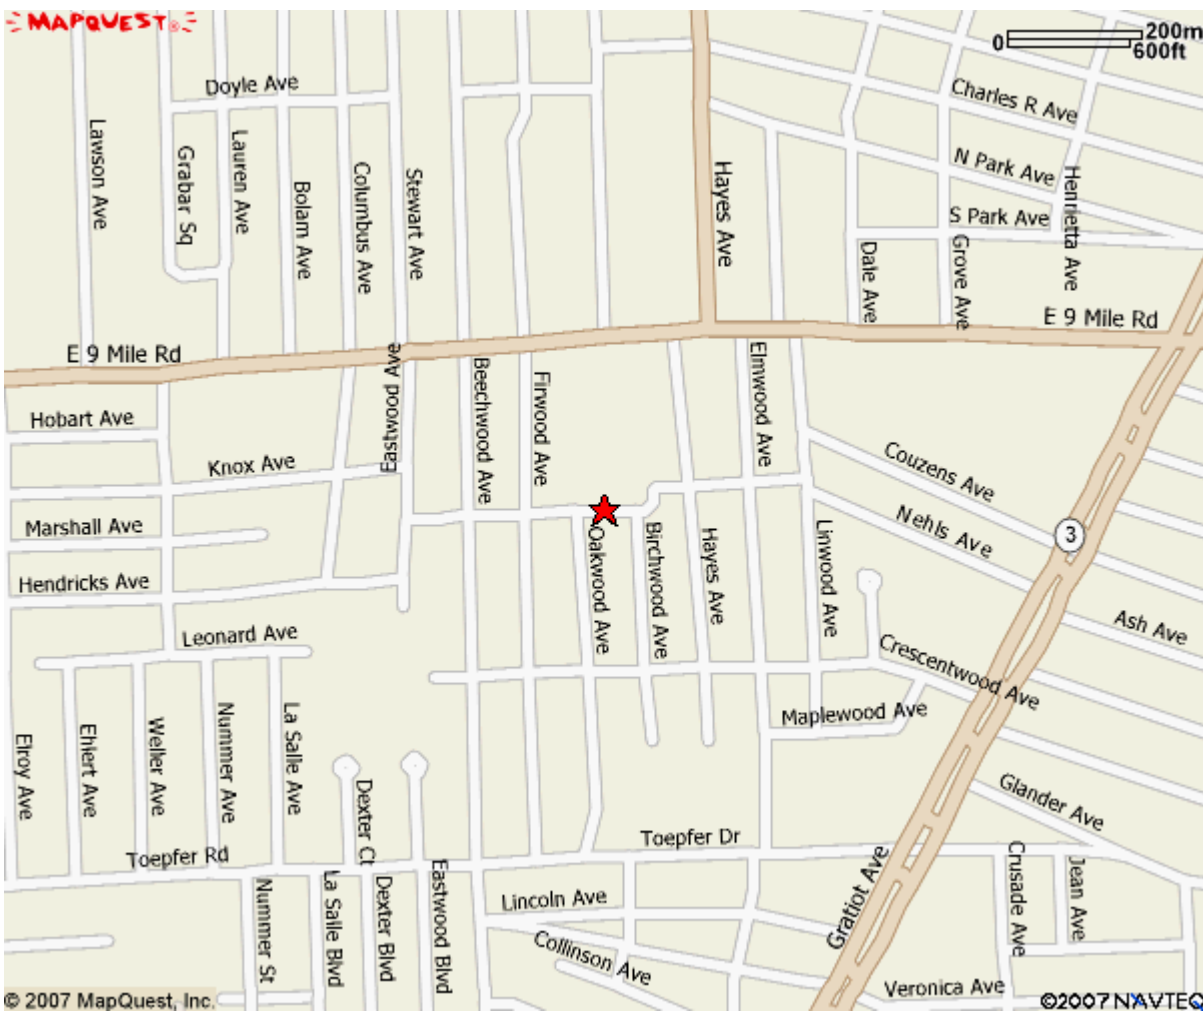 MAPQUEST®
0 200m
600ft
Doyle Ave
Charles R Ave
Lawson Ave
Grabar Sq
Lauren Ave
Bolam Ave
Columbus Ave
Stewart Ave
Hayes Ave
N Park Ave
Henrietta Ave
S Park Ave
Dale Ave
Grove Ave
E 9 Mile Rd
E 9 Mile Rd
Eastwood Ave
Beechwood Ave
Firwood Ave
Elmwood Ave
Hobart Ave
Knox Ave
Couzens Ave
Marshall Ave
Nehls Ave
3
Oakwood Ave
Birchwood Ave
Hayes Ave
Linwood Ave
Hendricks Ave
Leonard Ave
Ash Ave
Crescentwood Ave
Maplewood Ave
Elroy Ave
Ehlert Ave
Weller Ave
Nummer Ave
La Salle Ave
Dexter Ct
Glander Ave
Toepfer Rd
Toepfer Dr
Gratiot Ave
Crusade Ave
Jean Ave
Nummer St
La Salle Blvd
Dexter Blvd
Eastwood Blvd
Lincoln Ave
Collinson Ave
Veronica Ave
© 2007 MapQuest, Inc.
©2007 NAVTEQ